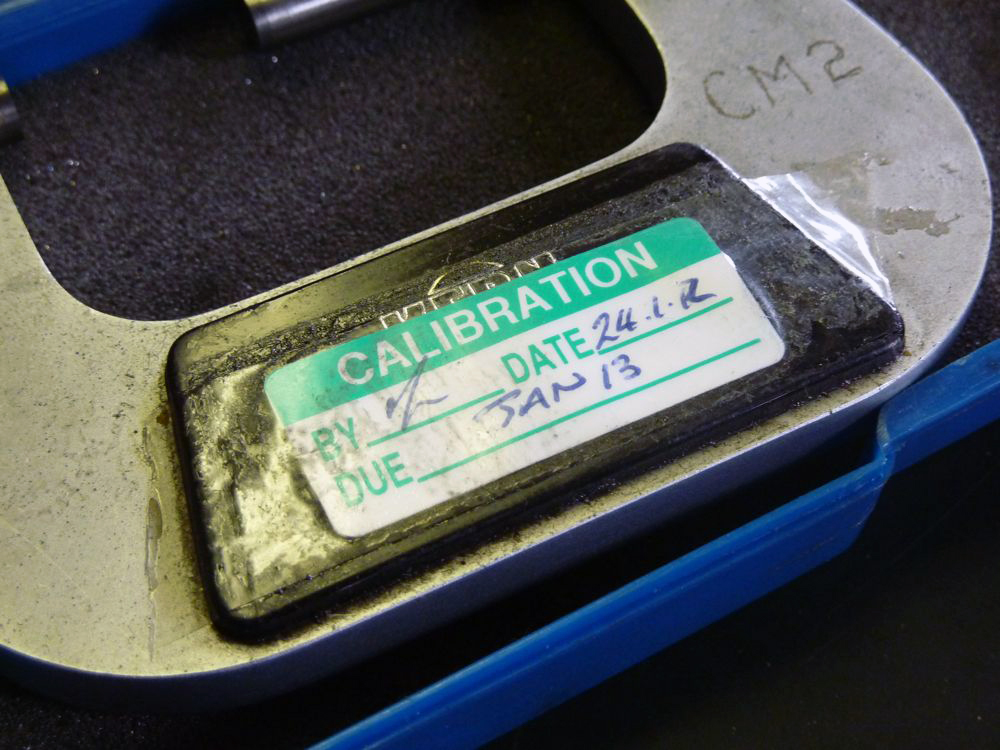 CM2
CALIBRATION
BY DATE 24.1.12
DUE JAN 13